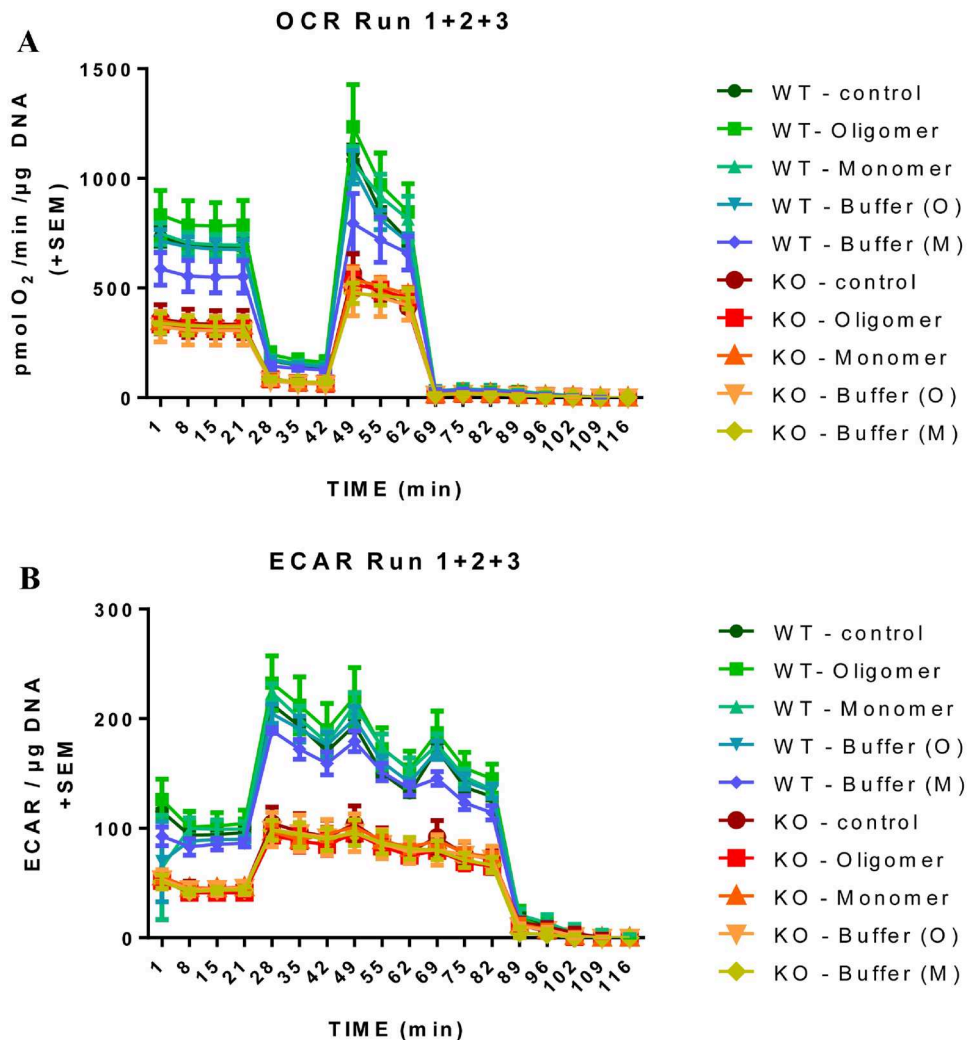 OCR Run 1+2+3
A
pmol O₂ /min /µg DNA
(+SEM)
1500
1000
500
0
1 8 15 21 28 35 42 49 55 62 69 75 82 89 96 102 109 116
TIME (min)
WT - control
WT- Oligomer
WT - Monomer
WT - Buffer (O)
WT - Buffer (M)
KO - control
KO - Oligomer
KO - Monomer
KO - Buffer (O)
KO - Buffer (M)
ECAR Run 1+2+3
B
ECAR / µg DNA
+SEM
300
200
100
0
1 8 15 21 28 35 42 49 55 62 69 75 82 89 96 102 109 116
TIME (min)
WT - control
WT- Oligomer
WT - Monomer
WT - Buffer (O)
WT - Buffer (M)
KO - control
KO - Oligomer
KO - Monomer
KO - Buffer (O)
KO - Buffer (M)